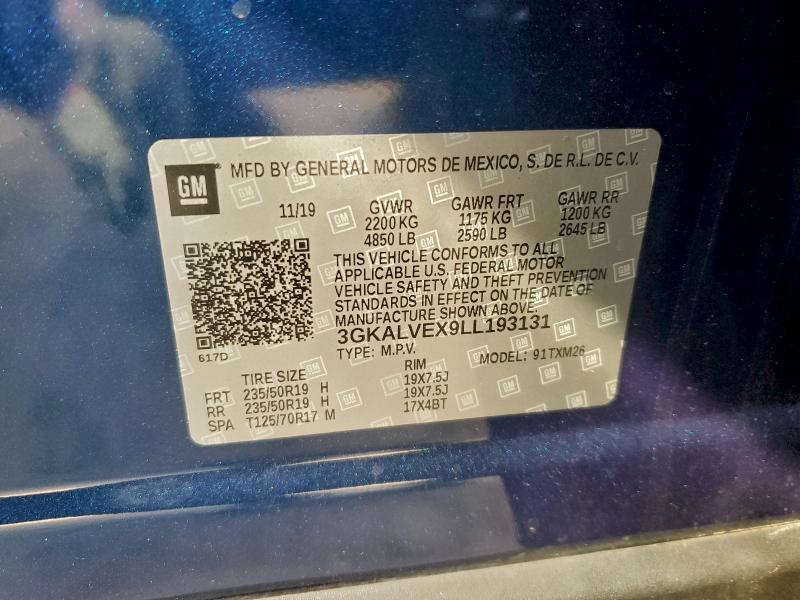 GM ® MFD BY GENERAL MOTORS DE MEXICO, S. DE R.L. DE C.V.
11/19 GVWR GAWR FRT GAWR RR
2200 KG 1175 KG 1200 KG
4850 LB 2590 LB 2645 LB
THIS VEHICLE CONFORMS TO ALL
APPLICABLE U.S. FEDERAL MOTOR
VEHICLE SAFETY AND THEFT PREVENTION
STANDARDS IN EFFECT ON THE DATE OF
MANUFACTURE SHOWN ABOVE.
3GKALVEX9LL193131
617D
TYPE: M.P.V. MODEL: 91TXM26
TIRE SIZE RIM
FRT 235/50R19 H 19X7.5J
RR 235/50R19 H 19X7.5J
SPA T125/70R17 M 17X4BT